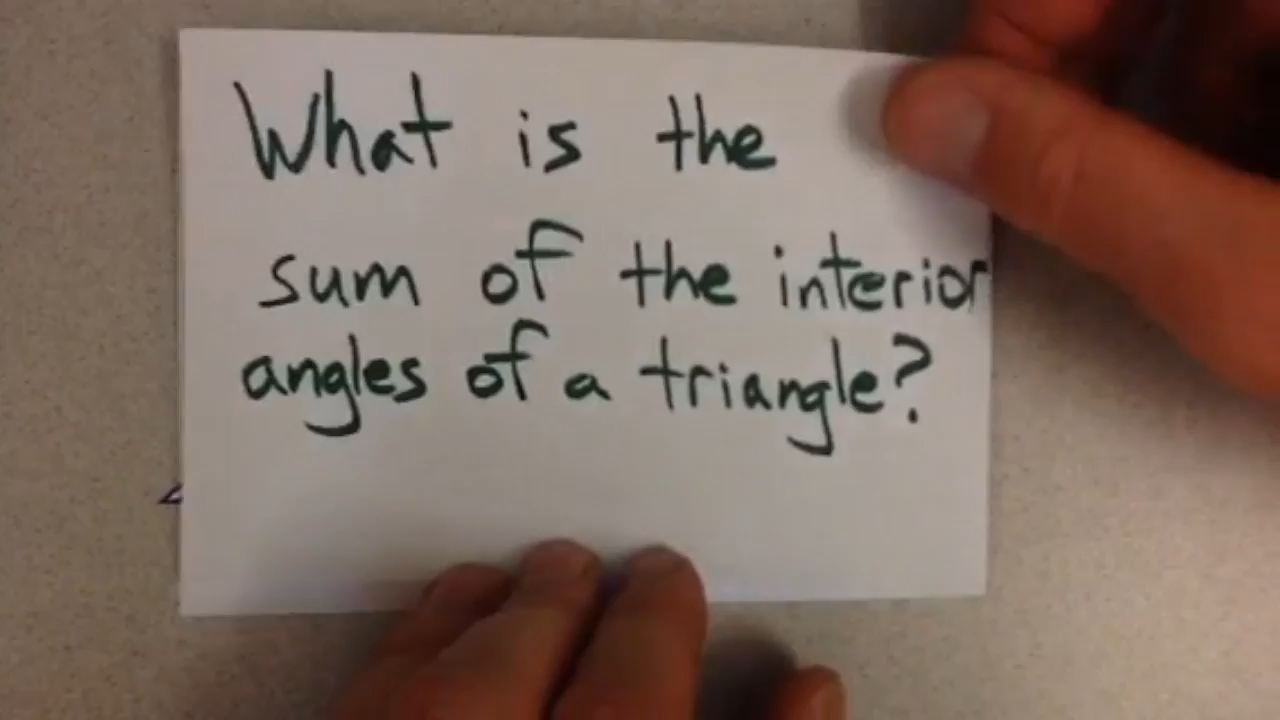 What is the
sum of the interior
angles of a triangle?